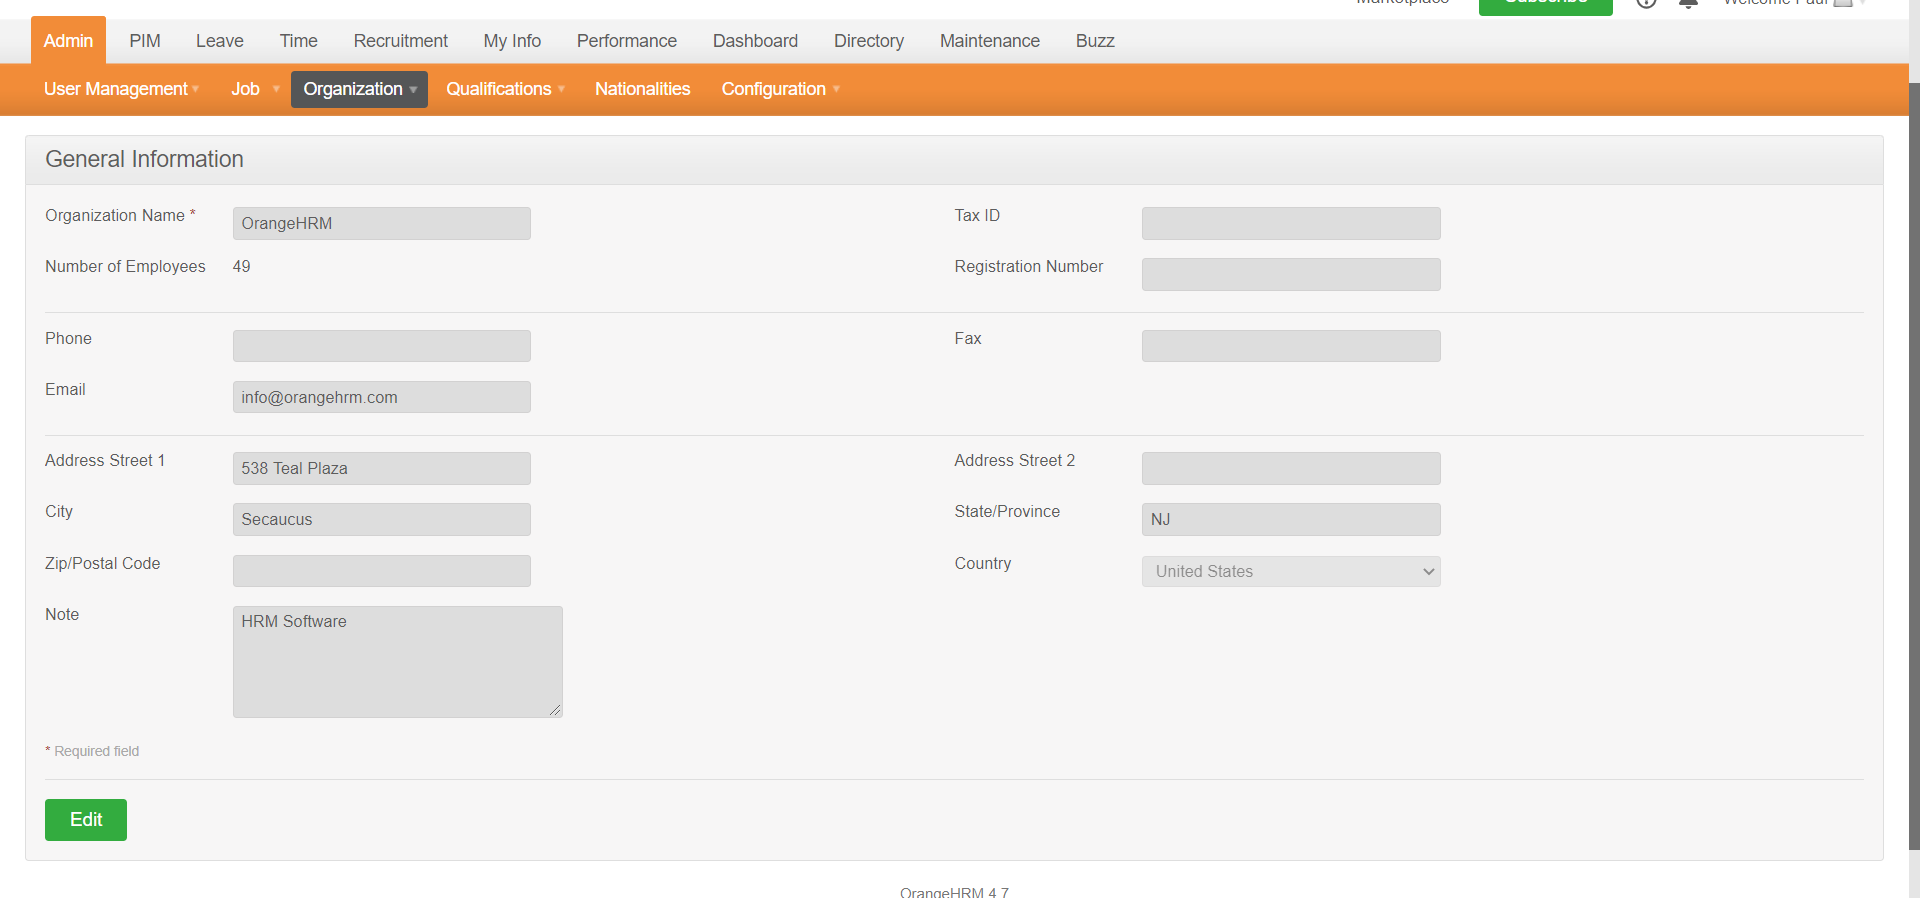 Marketplace Subscribe Welcome Paul
Admin PIM Leave Time Recruitment My Info Performance Dashboard Directory Maintenance Buzz
User Management Job Organization Qualifications Nationalities Configuration
General Information
Organization Name * OrangeHRM Tax ID
Number of Employees 49 Registration Number
Phone Fax
Email info@orangehrm.com
Address Street 1 538 Teal Plaza Address Street 2
City Secaucus State/Province NJ
Zip/Postal Code Country United States
Note HRM Software
* Required field
Edit
OrangeHRM 4.7